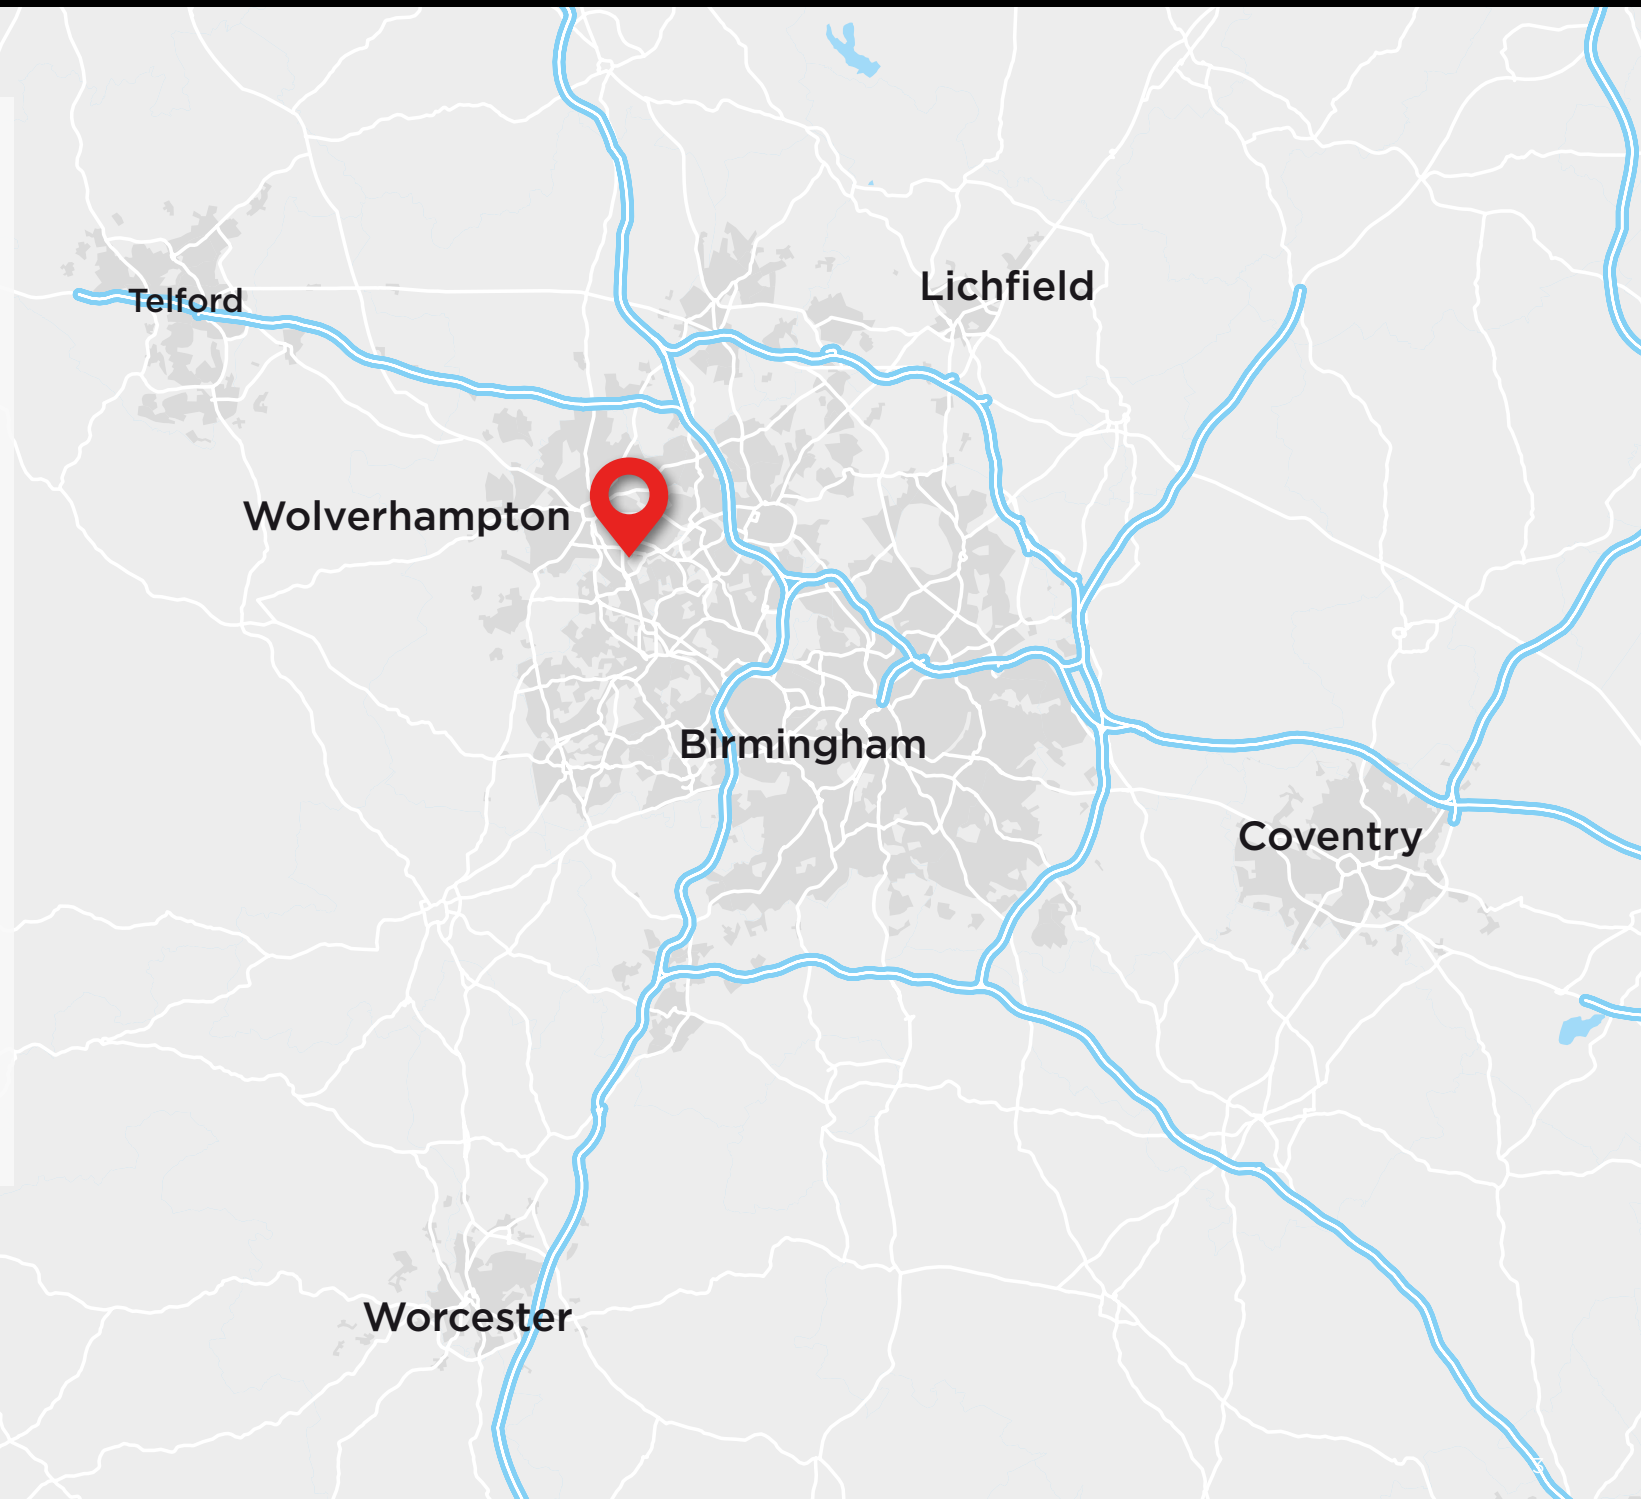 Lichfield
Telford
Wolverhampton
Birmingham
Coventry
Worcester